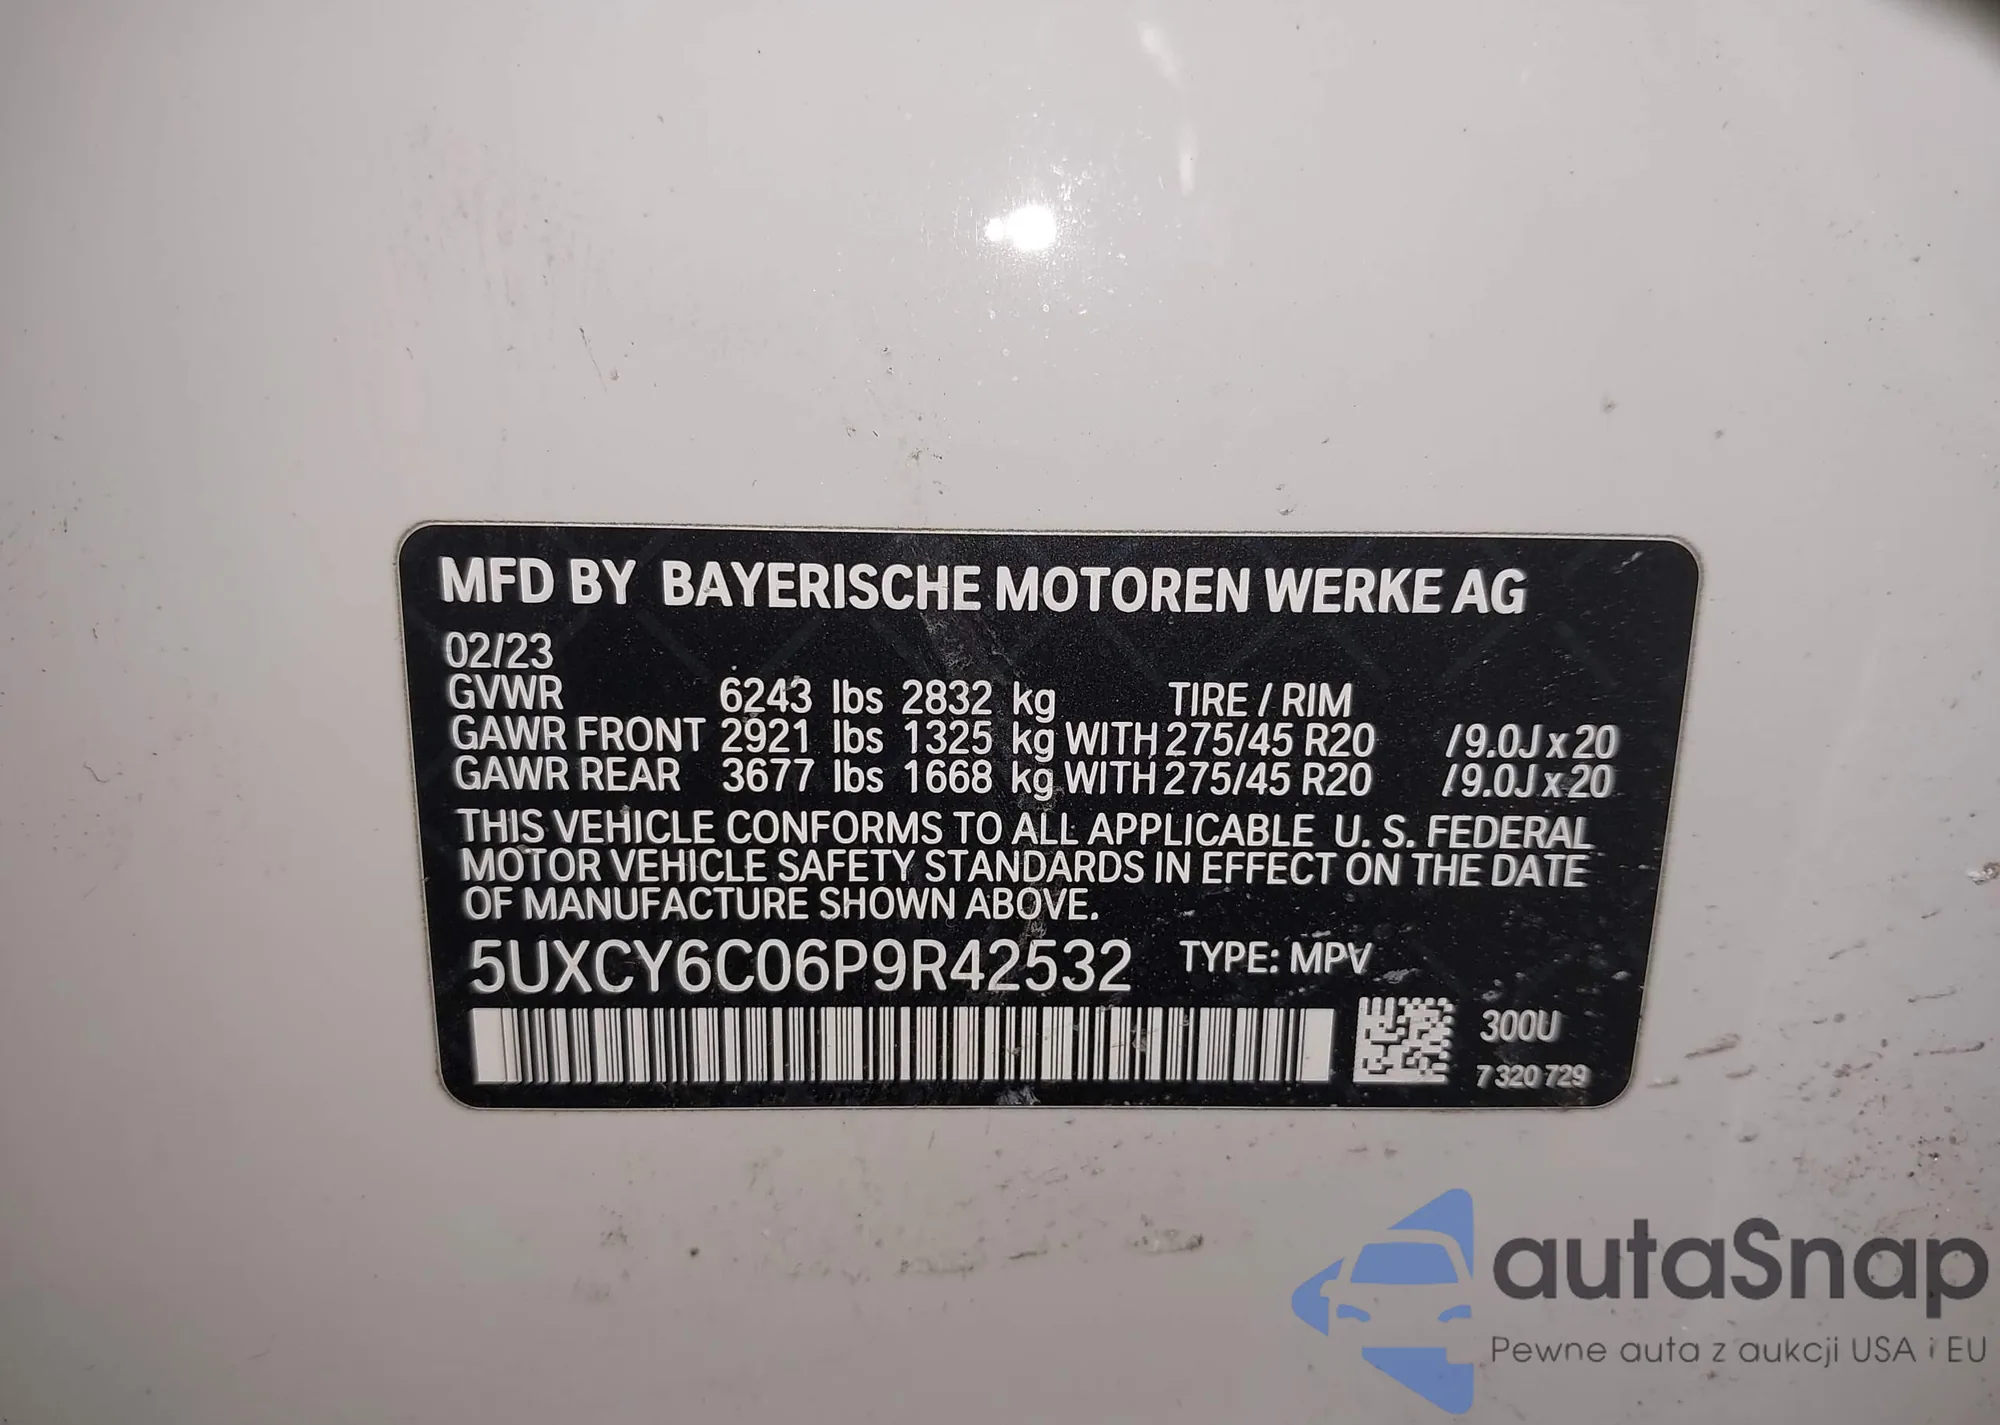 MFD BY BAYERISCHE MOTOREN WERKE AG
02/23
GVWR 6243 lbs 2832 kg TIRE / RIM
GAWR FRONT 2921 lbs 1325 kg WITH 275/45 R20 / 9.0J x 20
GAWR REAR 3677 lbs 1668 kg WITH 275/45 R20 / 9.0J x 20
THIS VEHICLE CONFORMS TO ALL APPLICABLE U. S. FEDERAL
MOTOR VEHICLE SAFETY STANDARDS IN EFFECT ON THE DATE
OF MANUFACTURE SHOWN ABOVE.
5UXCY6C06P9R42532 TYPE: MPV
300U
7 320 729
autaSnap
Pewne auta z aukcji USA i EU